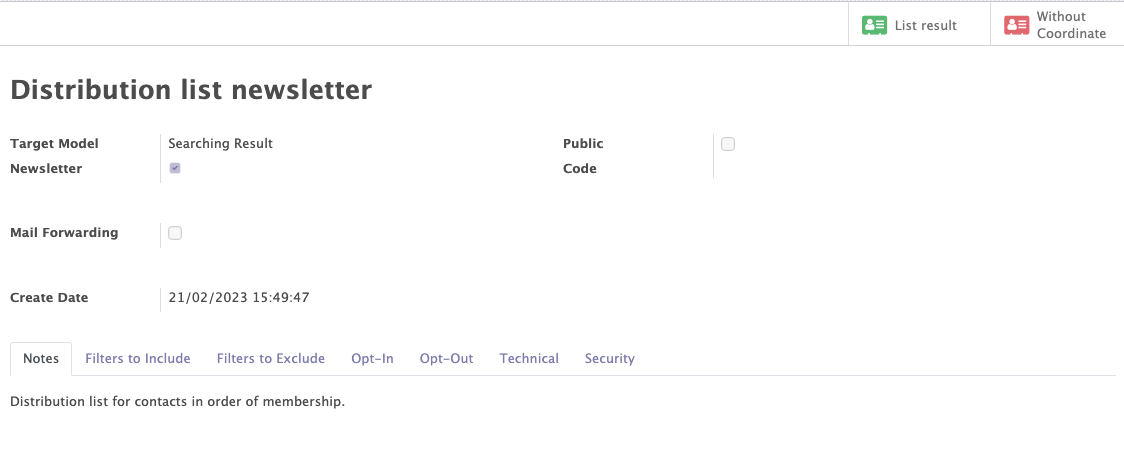 List result
Without
Coordinate
Distribution list newsletter
Target Model Searching Result Public
Newsletter Code
Mail Forwarding
Create Date 21/02/2023 15:49:47
Notes Filters to Include Filters to Exclude Opt-In Opt-Out Technical Security
Distribution list for contacts in order of membership.